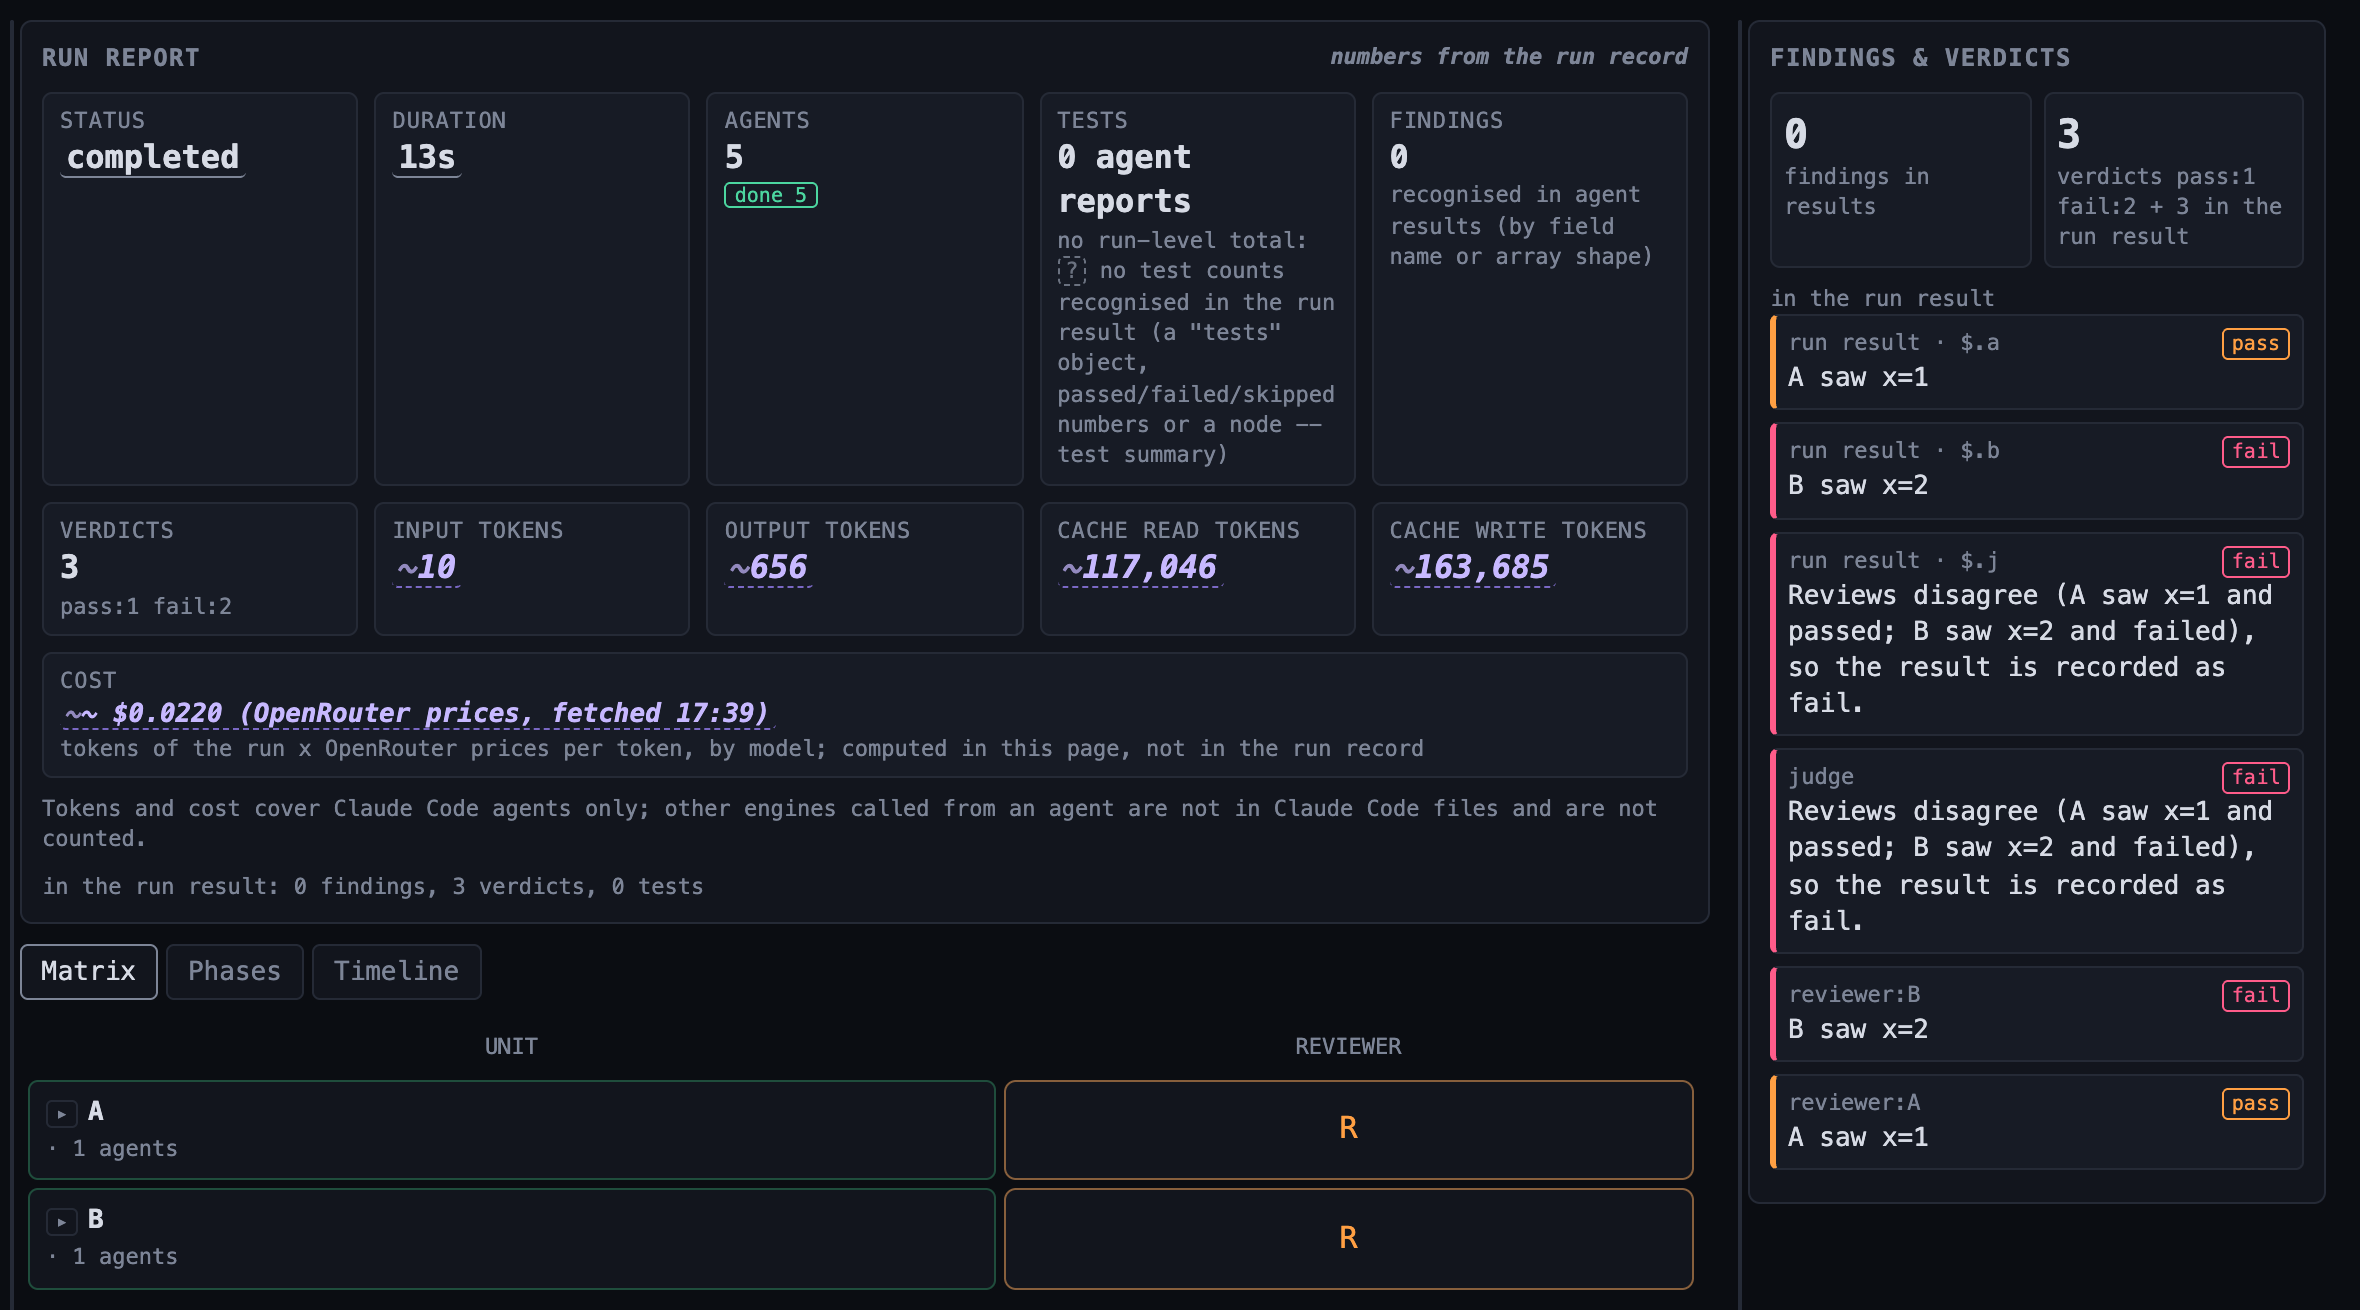 RUN REPORT
numbers from the run record
STATUS
completed
DURATION
13s
AGENTS
5
done 5
TESTS
0 agent
reports
no run-level total:
? no test counts
recognised in the run
result (a "tests"
object,
passed/failed/skipped
numbers or a node --
test summary)
FINDINGS
0
recognised in agent
results (by field
name or array shape)
VERDICTS
3
pass:1 fail:2
INPUT TOKENS
~10
OUTPUT TOKENS
~656
CACHE READ TOKENS
~117,046
CACHE WRITE TOKENS
~163,685
COST
~~ $0.0220 (OpenRouter prices, fetched 17:39)
tokens of the run x OpenRouter prices per token, by model; computed in this page, not in the run record
Tokens and cost cover Claude Code agents only; other engines called from an agent are not in Claude Code files and are not
counted.
in the run result: 0 findings, 3 verdicts, 0 tests
Matrix
Phases
Timeline
UNIT
REVIEWER
▸ A
· 1 agents
R
▸ B
· 1 agents
R
FINDINGS & VERDICTS
0
findings in
results
3
verdicts pass:1
fail:2 + 3 in the
run result
in the run result
run result · $.a
pass
A saw x=1
run result · $.b
fail
B saw x=2
run result · $.j
fail
Reviews disagree (A saw x=1 and
passed; B saw x=2 and failed),
so the result is recorded as
fail.
judge
fail
Reviews disagree (A saw x=1 and
passed; B saw x=2 and failed),
so the result is recorded as
fail.
reviewer:B
fail
B saw x=2
reviewer:A
pass
A saw x=1